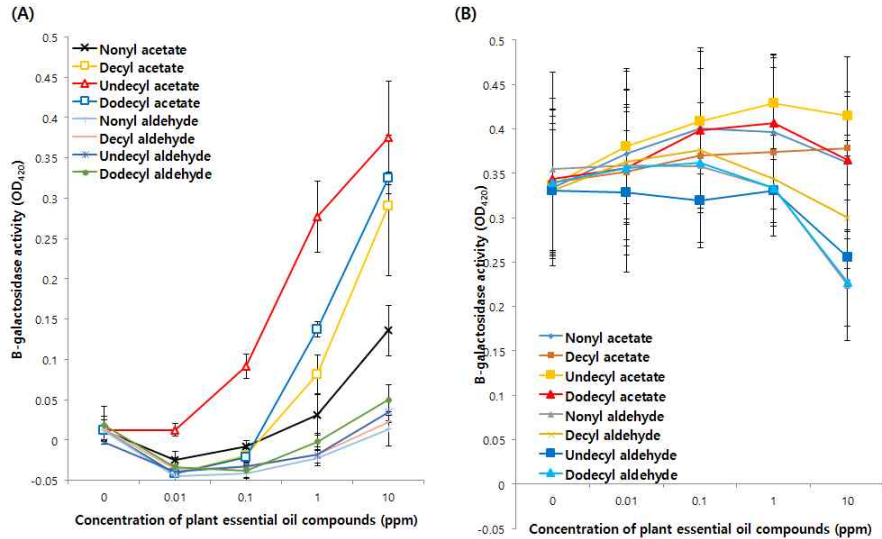 (A)
B-galactosidase activity (OD420)
0.5
0.45
0.4
0.35
0.3
0.25
0.2
0.15
0.1
0.05
0
-0.05
Nonyl acetate
Decyl acetate
Undecyl acetate
Dodecyl acetate
Nonyl aldehyde
Decyl aldehyde
Undecyl aldehyde
Dodecyl aldehyde
0 0.01 0.1 1 10
Concentration of plant essential oil compounds (ppm)
(B)
B-galactosidase activity (OD420)
0.5
0.45
0.4
0.35
0.3
0.25
0.2
0.15
0.1
0.05
0
-0.05
Nonyl acetate
Decyl acetate
Undecyl acetate
Dodecyl acetate
Nonyl aldehyde
Decyl aldehyde
Undecyl aldehyde
Dodecyl aldehyde
0 0.01 0.1 1 10
Concentration of plant essential oil compounds (ppm)